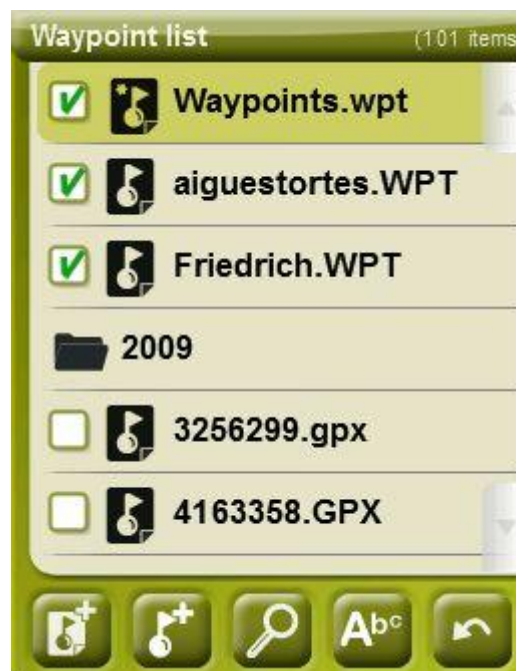 Waypoint list (101 items
Waypoints.wpt
aiguestortes.WPT
Friedrich.WPT
2009
3256299.gpx
4163358.GPX
Abc